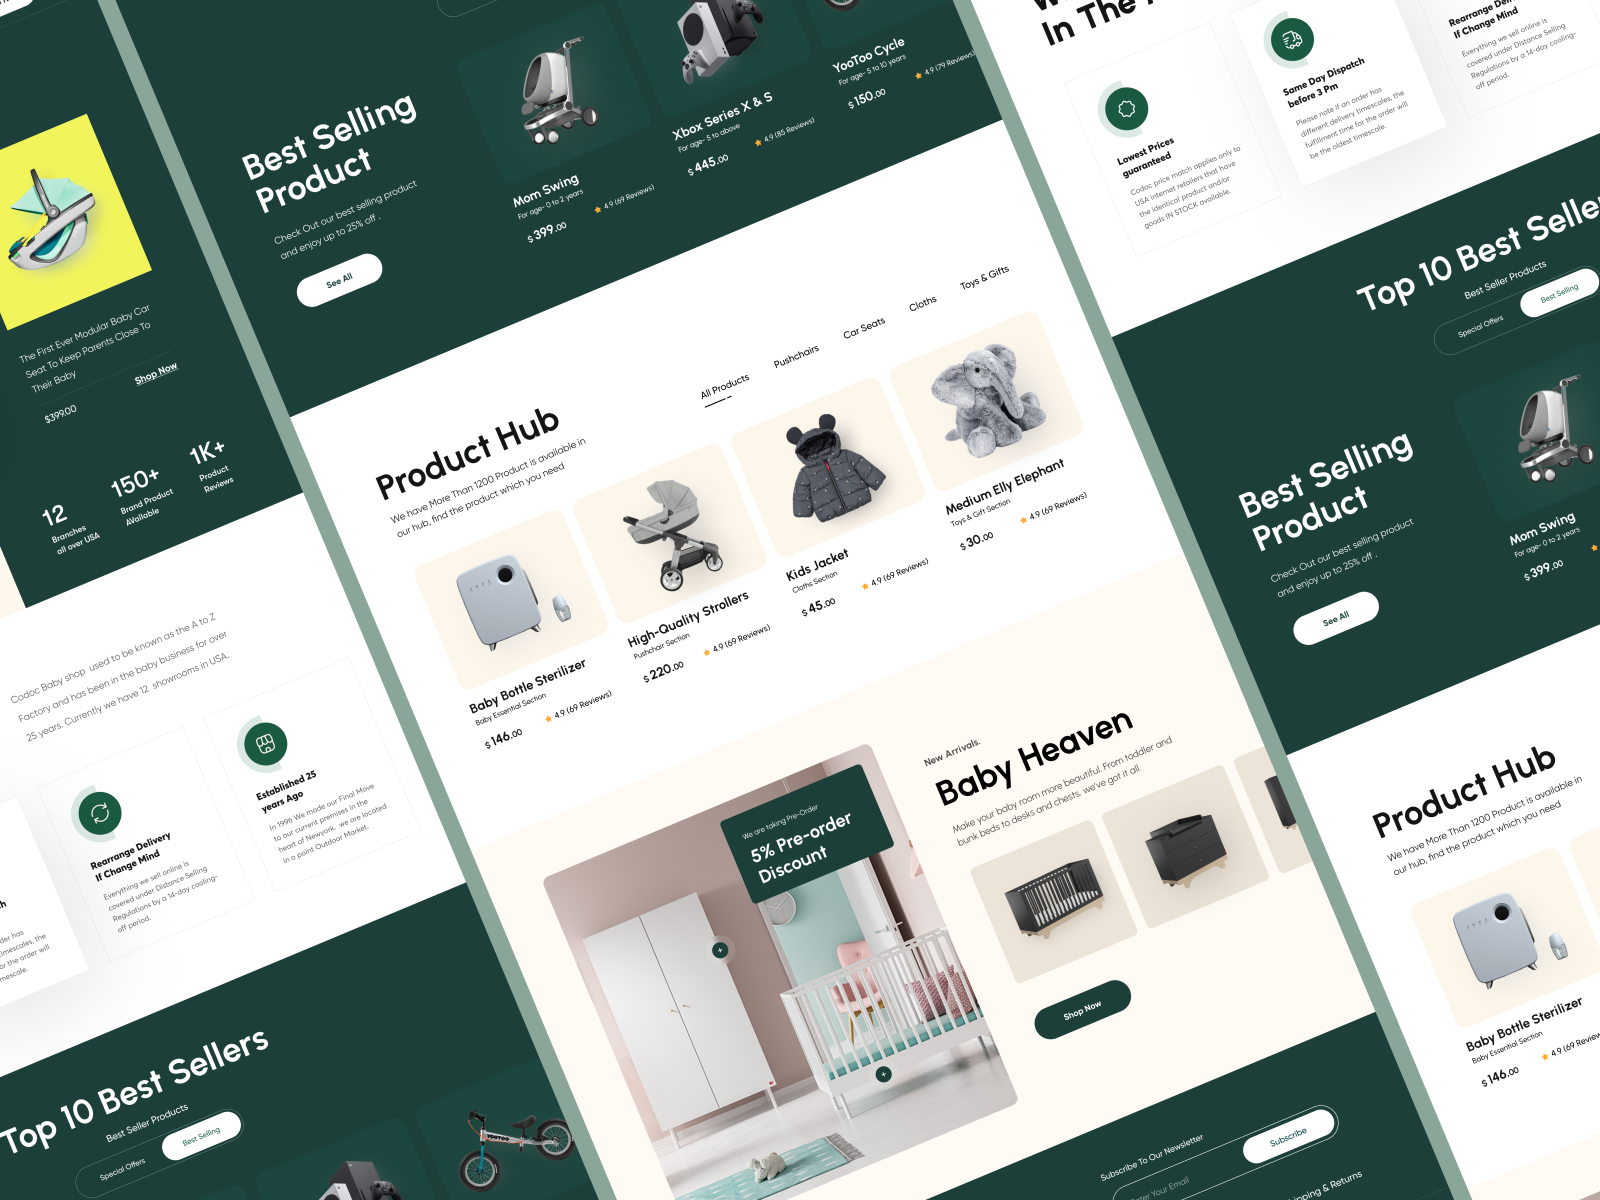 The First Ever Modular Baby Car
Seat To Keep Parents Close To
Their Baby
Shop Now
$399.00
12
Branches
all over USA
150+
Brand Product
AVailable
1K+
Product
Reviews
Codoc Baby shop used to be known as the A to Z
Factory and has been in the baby business for over
25 years. Currently we have 12 showrooms in USA.
Rearrange Delivery
If Change Mind
Everything we sell online is
covered under Distance Selling
Regulations by a 14-day cooling-
off period.
Established 25
years Ago
In 1996 We made our Final Move
to our current premises in the
heart of Newyork, we are located
in a point Outdoor Market.
der has
timescales, the
or the order will
mescale.
Top 10 Best Sellers
Best Seller Products
Special Offers
Best Selling
Best Selling
Product
Check Out our best selling product
and enjoy up to 25% off .
See All
Mom Swing
For age- 0 to 2 years
$399.00
4.9 (69 Reviews)
Xbox Series X & S
For age- 5 to above
$445.00
4.9 (85 Reviews)
YooToo Cycle
For age- 5 to 10 years
$150.00
4.9 (79 Reviews)
Product Hub
We have More Than 1200 Product is available in
our hub, find the product which you need
All Products
Pushchairs
Car Seats
Cloths
Toys & Gifts
Baby Bottle Sterilizer
Baby Essential Section
$146.00
4.9 (69 Reviews)
High-Quality Strollers
Pushchair Section
$220.00
4.9 (69 Reviews)
Kids Jacket
Cloths Section
$45.00
4.9 (69 Reviews)
Medium Elly Elephant
Toys & Gift Section
$30.00
4.9 (69 Reviews)
We are taking Pre-Order
5% Pre-order
Discount
New Arrivals.
Baby Heaven
Make your baby room more beautiful. From toddler and
bunk beds to desks and chests, we've got it all.
Shop Now
Subscribe To Our Newsletter
Enter Your Email
Subscribe
ipping & Returns
In The
Lowest Prices
guaranteed
Codoc price match applies only to
USA internet retailers that have
the identical product and/or
goods IN STOCK available.
Same Day Dispatch
before 3 Pm
Please note if an order has
different delivery timescales, the
fulfillment time for the order will
be the oldest timescale.
Rearrange Deli
If Change Mind
Everything we sell online is
covered under Distance Selling
Regulations by a 14-day cooling-
off period.
Top 10 Best Selle
Best Seller Products
Special Offers
Best Selling
Best Selling
Product
Check Out our best selling product
and enjoy up to 25% off .
See All
Mom Swing
For age- 0 to 2 years
$399.00
Product Hub
We have More Than 1200 Product is available in
our hub, find the product which you need
Baby Bottle Sterilizer
Baby Essential Section
$146.00
4.9 (69 Review